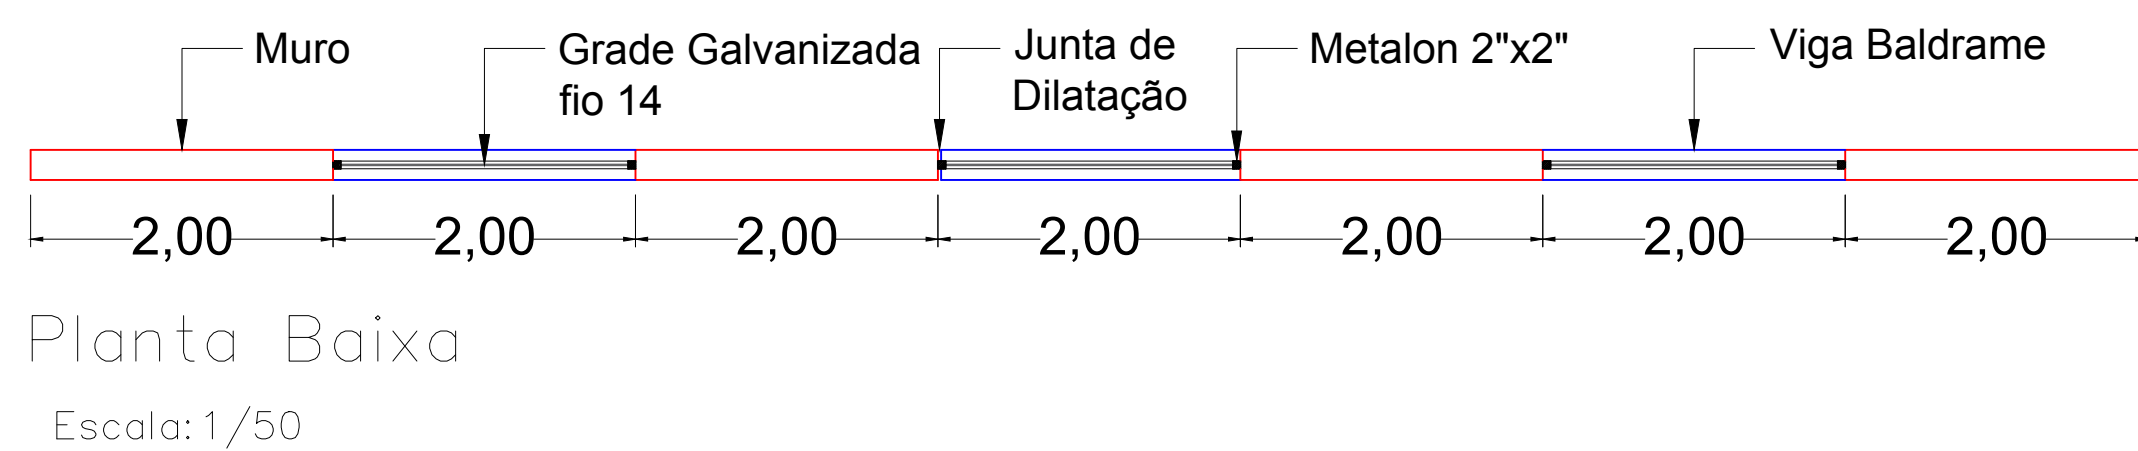 Muro
Grade Galvanizada
fio 14
Junta de
Dilatação
Metalon 2"x2"
Viga Baldrame
2,00 2,00 2,00 2,00 2,00 2,00 2,00
Planta Baixa
Escala: 1/50